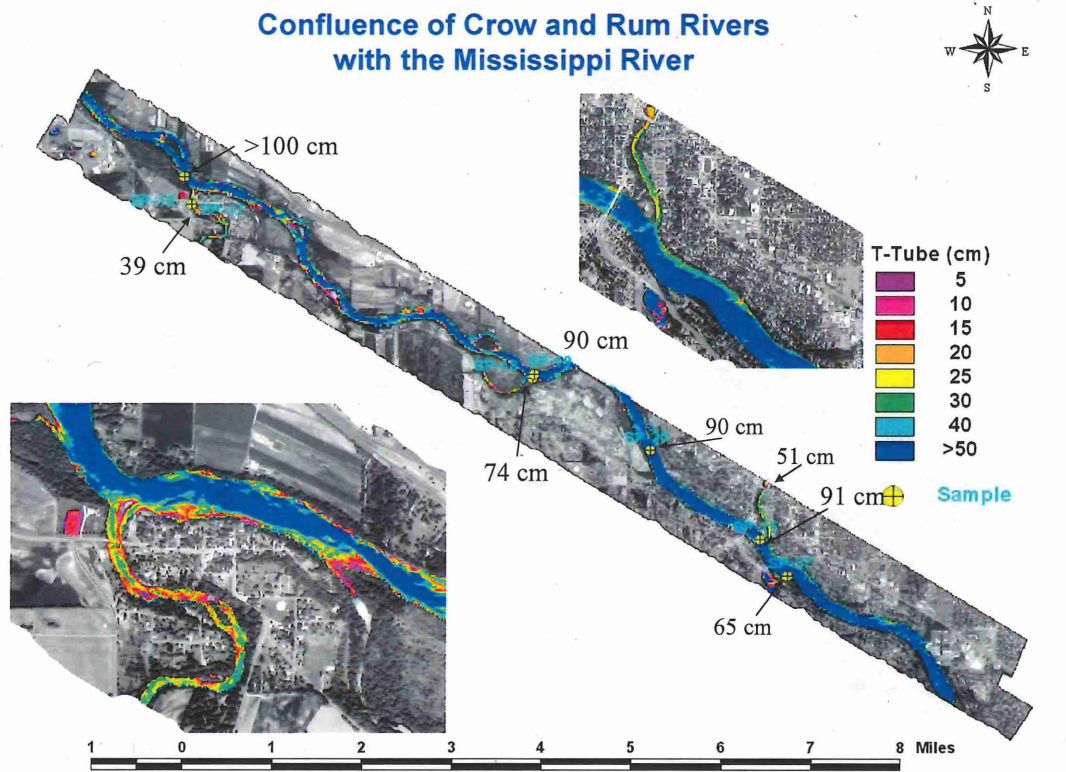 Confluence of Crow and Rum Rivers
with the Mississippi River
N
W E
S
>100 cm
39 cm
90 cm
74 cm
90 cm
51 cm
91 cm
65 cm
T-Tube (cm)
5
10
15
20
25
30
40
>50
Sample
1 0 1 2 3 4 5 6 7 8 Miles